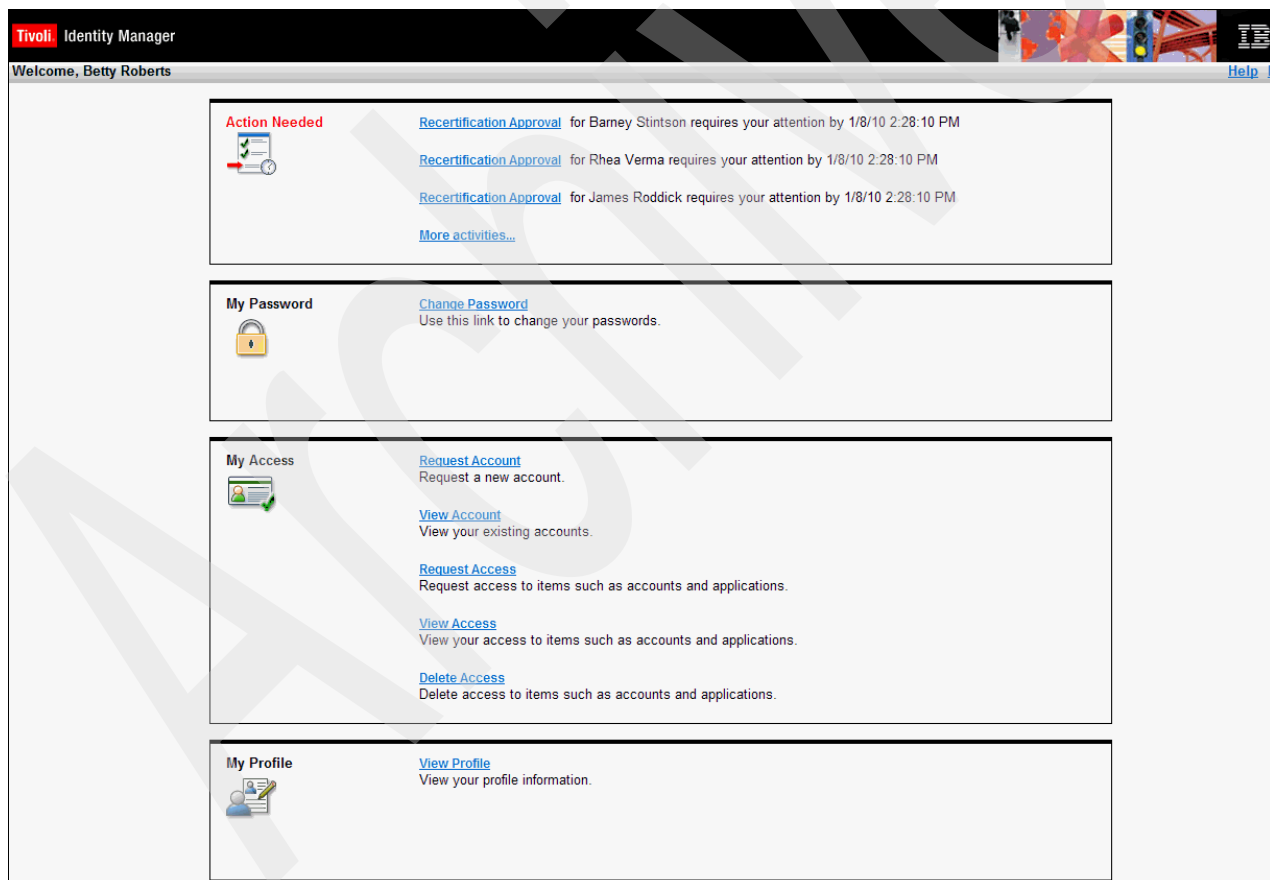 Tivoli. Identity Manager
IB
Welcome, Betty Roberts
Help
Action Needed
Recertification Approval for Barney Stintson requires your attention by 1/8/10 2:28:10 PM
Recertification Approval for Rhea Verma requires your attention by 1/8/10 2:28:10 PM
Recertification Approval for James Roddick requires your attention by 1/8/10 2:28:10 PM
More activities...
My Password
Change Password
Use this link to change your passwords.
My Access
Request Account
Request a new account.
View Account
View your existing accounts.
Request Access
Request access to items such as accounts and applications.
View Access
View your access to items such as accounts and applications.
Delete Access
Delete access to items such as accounts and applications.
My Profile
View Profile
View your profile information.
Archive